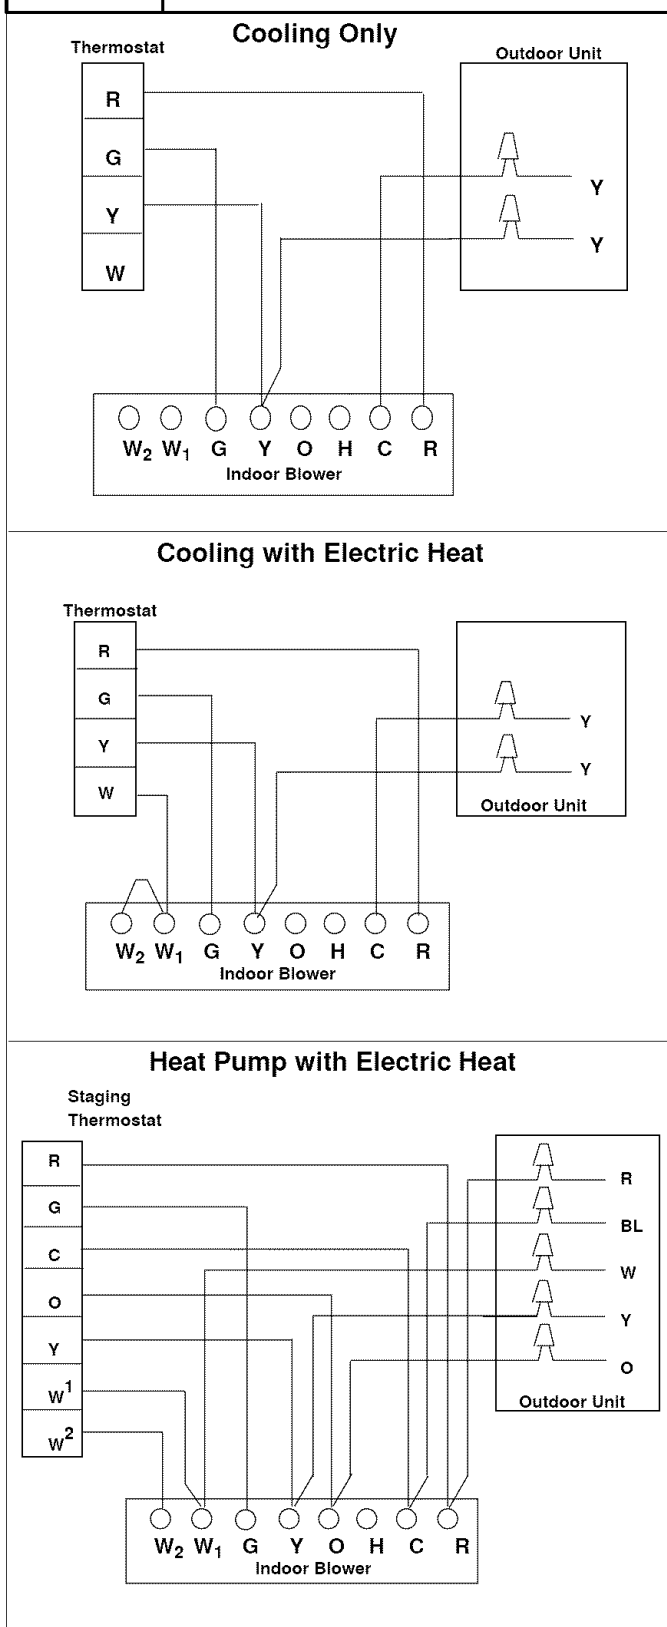 Cooling Only
Thermostat
Outdoor Unit
R
G
Y
W
Y
Y
W2 W1 G Y O H C R
Indoor Blower
Cooling with Electric Heat
Thermostat
R
G
Y
W
Y
Y
Outdoor Unit
W2 W1 G Y O H C R
Indoor Blower
Heat Pump with Electric Heat
Staging
Thermostat
R
G
C
O
Y
W1
W2
R
BL
W
Y
O
Outdoor Unit
W2 W1 G Y O H C R
Indoor Blower